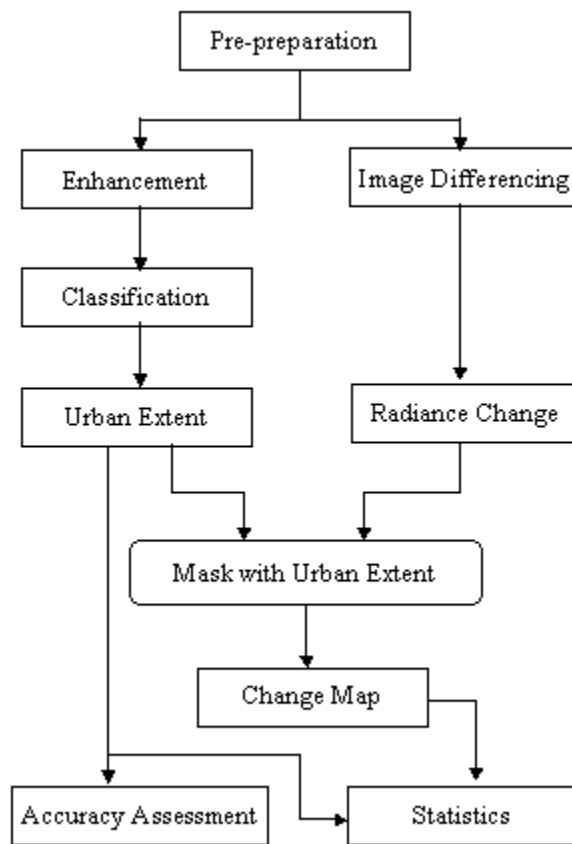 Pre-preparation
Enhancement
Image Differencing
Classification
Urban Extent
Radiance Change
Mask with Urban Extent
Change Map
Accuracy Assessment
Statistics